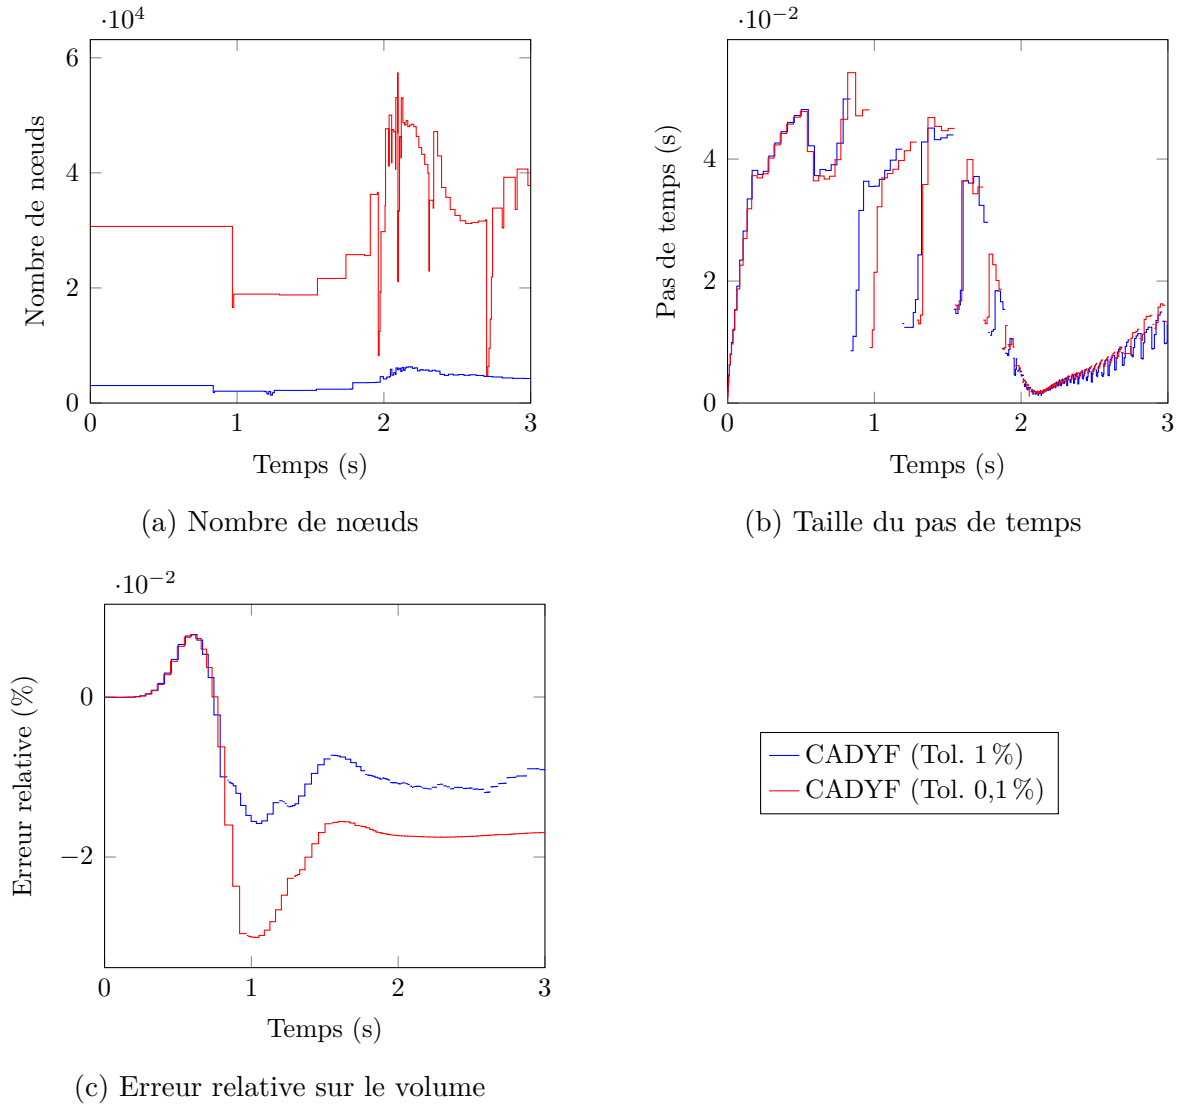 ·10⁴
Nombre de nœuds
6
4
2
0
0 1 2 3
Temps (s)
(a) Nombre de nœuds
·10⁻²
Pas de temps (s)
4
2
0
0 1 2 3
Temps (s)
(b) Taille du pas de temps
·10⁻²
Erreur relative (%)
0
−2
0 1 2 3
Temps (s)
(c) Erreur relative sur le volume
CADYF (Tol. 1 %)
CADYF (Tol. 0,1 %)